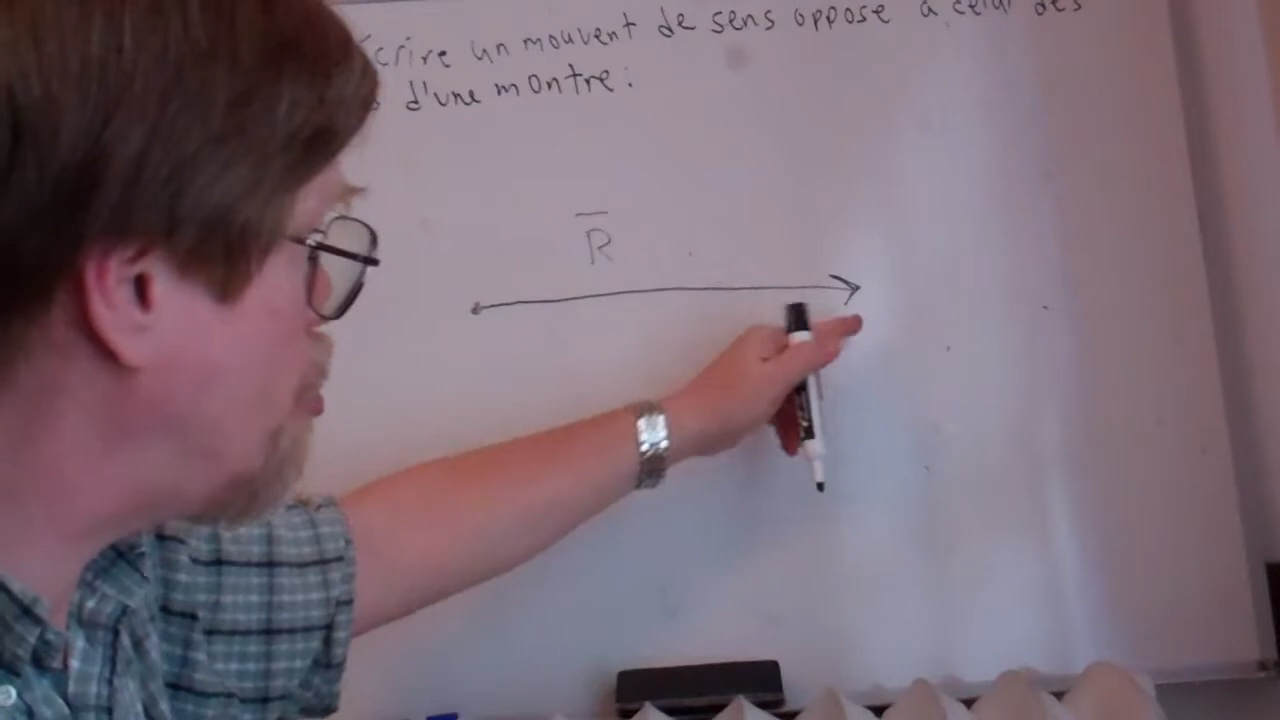 crire un mouvent de sens opposé à celui des
d'une montre:
R